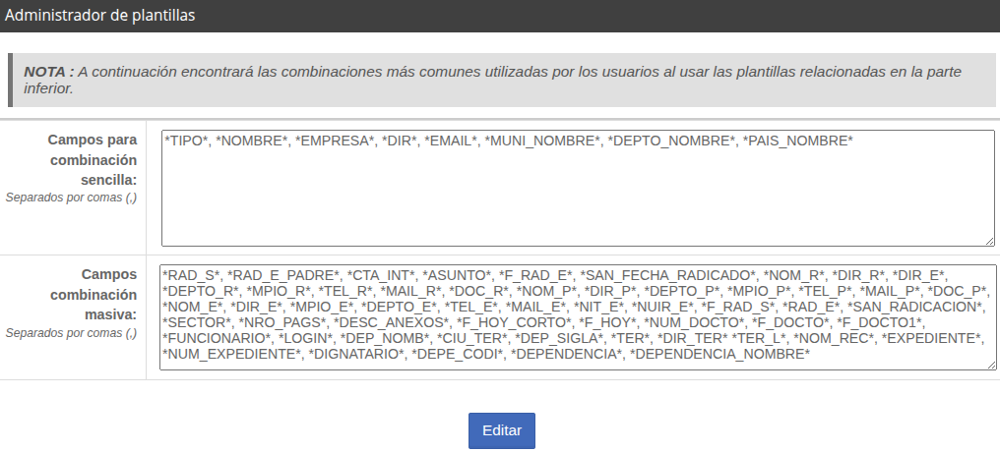 Administrador de plantillas
NOTA : A continuación encontrará las combinaciones más comunes utilizadas por los usuarios al usar las plantillas relacionadas en la parte
inferior.
Campos para
combinación
sencilla:
Separados por comas (,)
*TIPO*, *NOMBRE*, *EMPRESA*, *DIR*, *EMAIL*, *MUNI_NOMBRE*, *DEPTO_NOMBRE*, *PAIS_NOMBRE*
Campos
combinación
masiva:
Separados por comas (,)
*RAD_S*, *RAD_E_PADRE*, *CTA_INT*, *ASUNTO*, *F_RAD_E*, *SAN_FECHA_RADICADO*, *NOM_R*, *DIR_R*, *DIR_E*,
*DEPTO_R*, *MPIO_R*, *TEL_R*, *MAIL_R*, *DOC_R*, *NOM_P*, *DIR_P*, *DEPTO_P*, *MPIO_P*, *TEL_P*, *MAIL_P*, *DOC_P*,
*NOM_E*, *DIR_E*, *MPIO_E*, *DEPTO_E*, *TEL_E*, *MAIL_E*, *NIT_E*, *NUIR_E*, *F_RAD_S*, *RAD_E*, *SAN_RADICACION*,
*SECTOR*, *NRO_PAGS*, *DESC_ANEXOS*, *F_HOY_CORTO*, *F_HOY*, *NUM_DOCTO*, *F_DOCTO*, *F_DOCTO1*,
*FUNCIONARIO*, *LOGIN*, *DEP_NOMB*, *CIU_TER*, *DEP_SIGLA*, *TER*, *DIR_TER* *TER_L*, *NOM_REC*, *EXPEDIENTE*,
*NUM_EXPEDIENTE*, *DIGNATARIO*, *DEPE_CODI*, *DEPENDENCIA*, *DEPENDENCIA_NOMBRE*
Editar